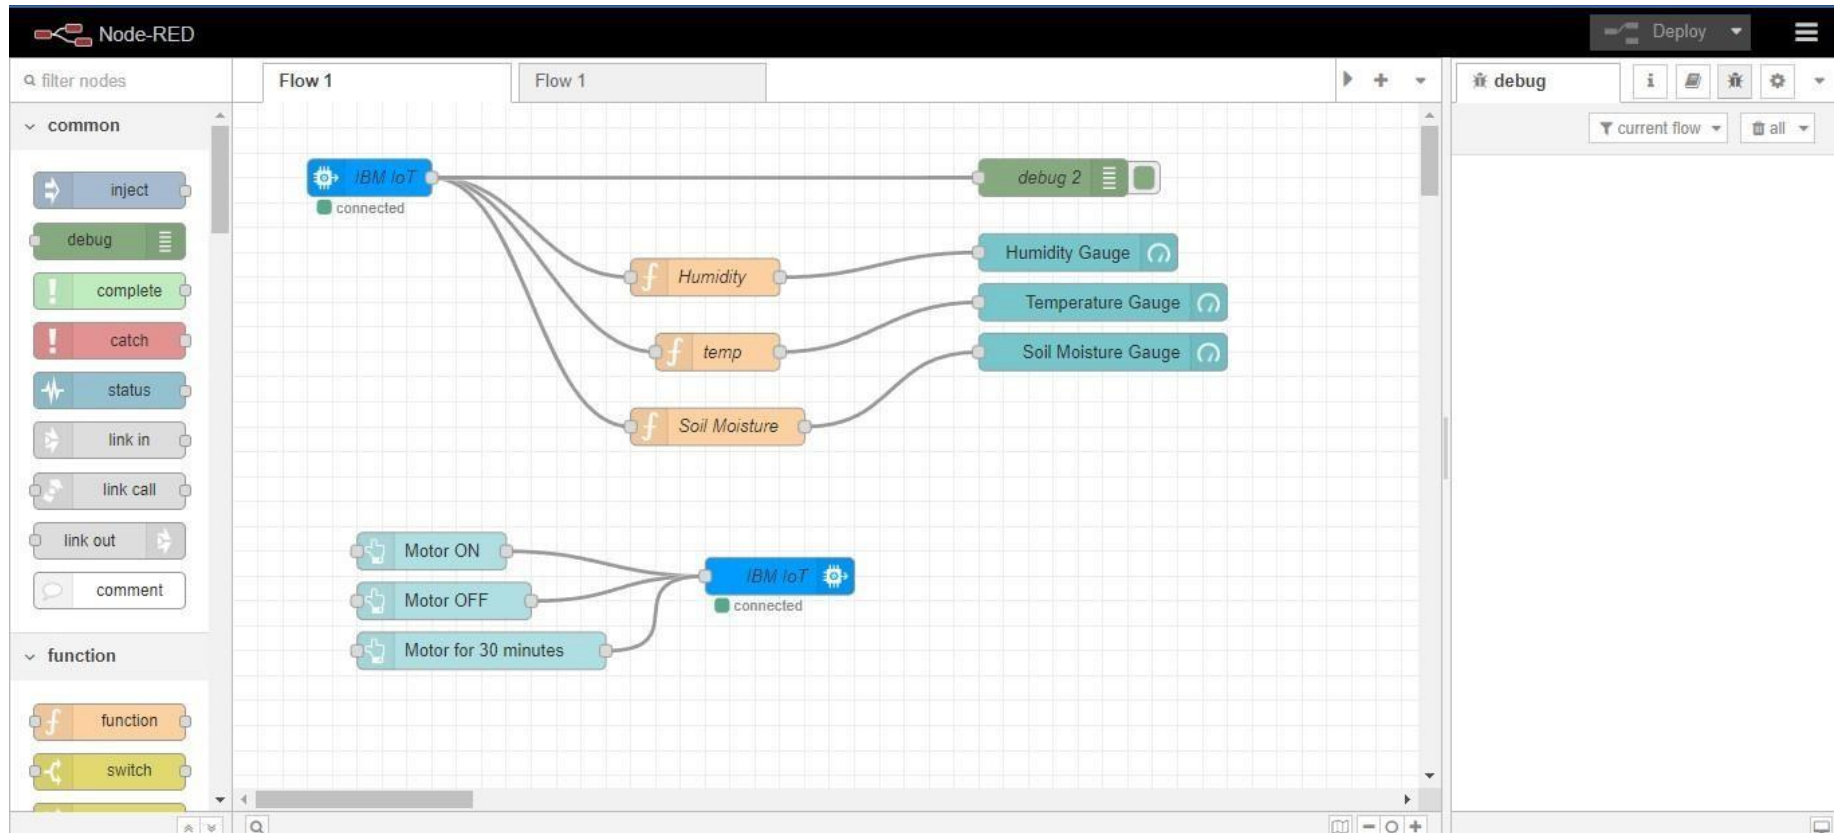 Node-RED
Deploy
filter nodes
Flow 1
Flow 1
debug
i
common
current flow
all
inject
debug
complete
catch
status
link in
link call
link out
comment
function
function
switch
IBM IoT
connected
debug 2
Humidity
Humidity Gauge
temp
Temperature Gauge
Soil Moisture
Soil Moisture Gauge
Motor ON
Motor OFF
Motor for 30 minutes
IBM IoT
connected